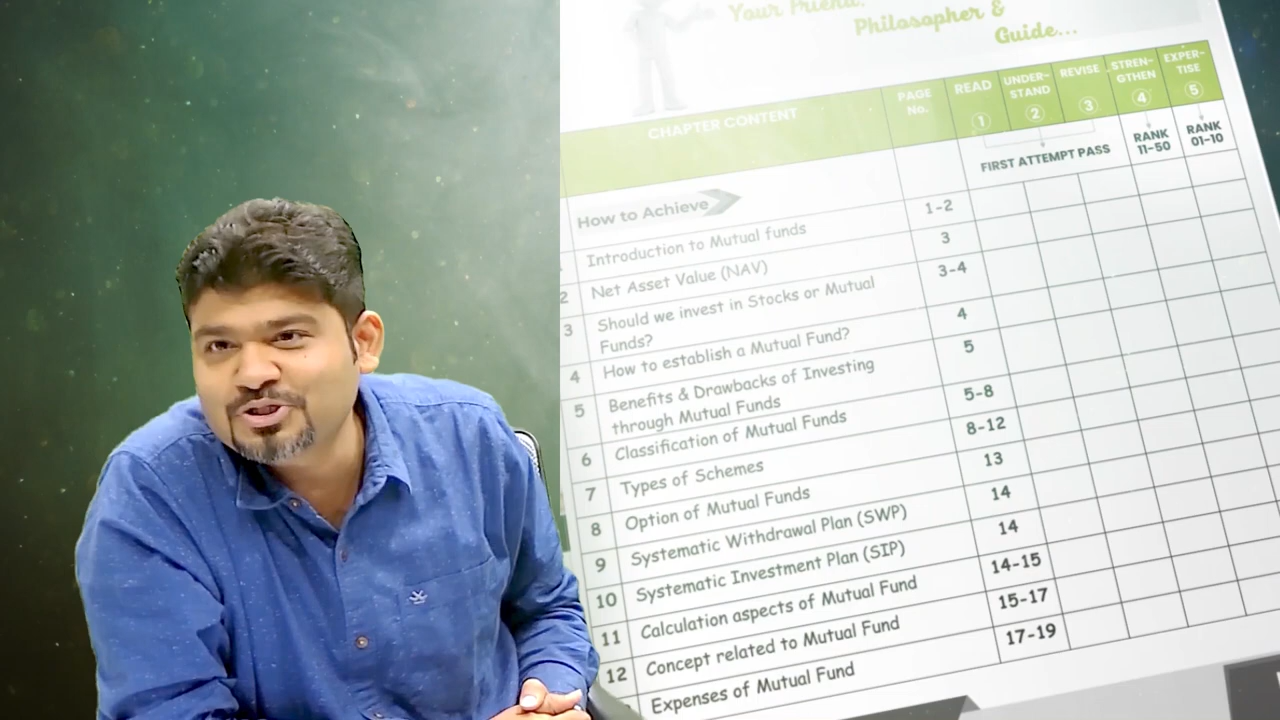 Your Friend,
Philosopher &
Guide...
CHAPTER CONTENT
PAGE
No.
READ
1
UNDER-
STAND
2
REVISE
3
STREN-
GTHEN
4
EXPER-
TISE
5
How to Achieve
FIRST ATTEMPT PASS
RANK
11-50
RANK
01-10
Introduction to Mutual funds 1-2
2 Net Asset Value (NAV) 3
3 Should we invest in Stocks or Mutual
Funds? 3-4
4 How to establish a Mutual Fund? 4
5 Benefits & Drawbacks of Investing
through Mutual Funds 5
6 Classification of Mutual Funds 5-8
7 Types of Schemes 8-12
8 Option of Mutual Funds 13
9 Systematic Withdrawal Plan (SWP) 14
10 Systematic Investment Plan (SIP) 14
11 Calculation aspects of Mutual Fund 14-15
12 Concept related to Mutual Fund 15-17
Expenses of Mutual Fund 17-19